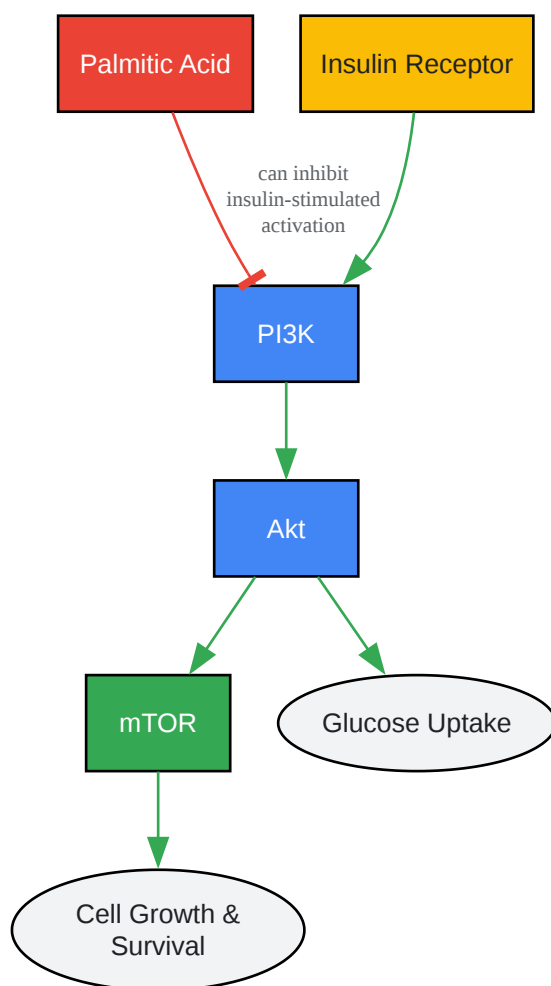 Palmitic Acid
Insulin Receptor
can inhibit
insulin-stimulated
activation
PI3K
Akt
mTOR
Glucose Uptake
Cell Growth &
Survival